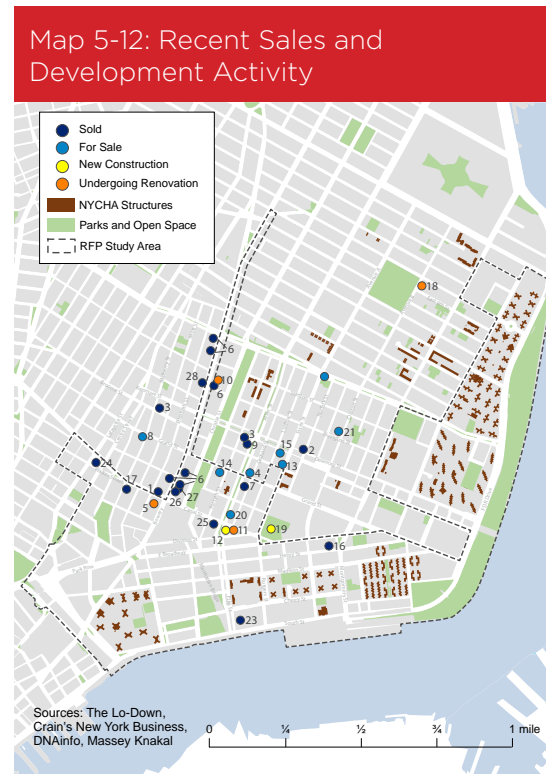 Map 5-12: Recent Sales and
Development Activity
Sold
For Sale
New Construction
Undergoing Renovation
NYCHA Structures
Parks and Open Space
RFP Study Area
18
6
28
10
6
3
8
21
3
9
15
2
24
13
14
4
6
17
1
7
26
27
5
20
25
12
11
19
16
23
Sources: The Lo-Down,
Crain's New York Business,
DNAinfo, Massey Knakal
0 ¼ ½ ¾ 1 mile